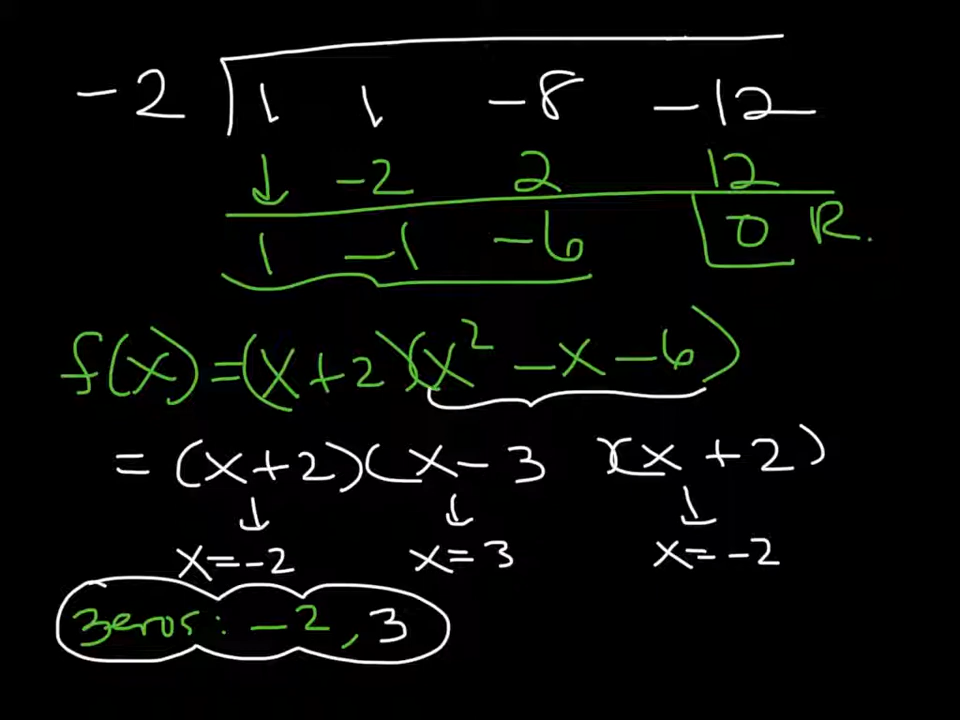 -2 1 1 -8 -12
↓ -2 2 12
1 -1 -6 0 R.
f(x)=(x+2)(x² -x -6)
= (x+2)(x-3)(x+2)
↓ ↓ ↓
x=-2 x=3 x=-2
zeros: -2, 3